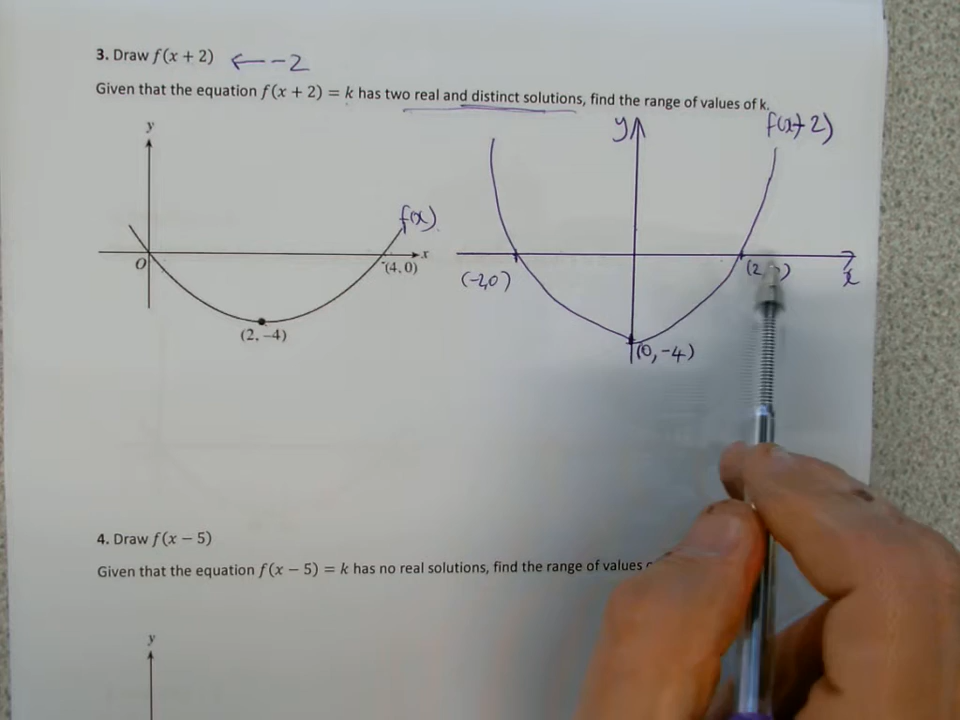 3. Draw f(x + 2) ← -2
Given that the equation f(x + 2) = k has two real and distinct solutions, find the range of values of k.
y
y
f(x+2)
f(x)
O
x
(4, 0)
(-2,0)
(2
x
(2, −4)
(0, -4)
4. Draw f(x − 5)
Given that the equation f(x − 5) = k has no real solutions, find the range of values
y